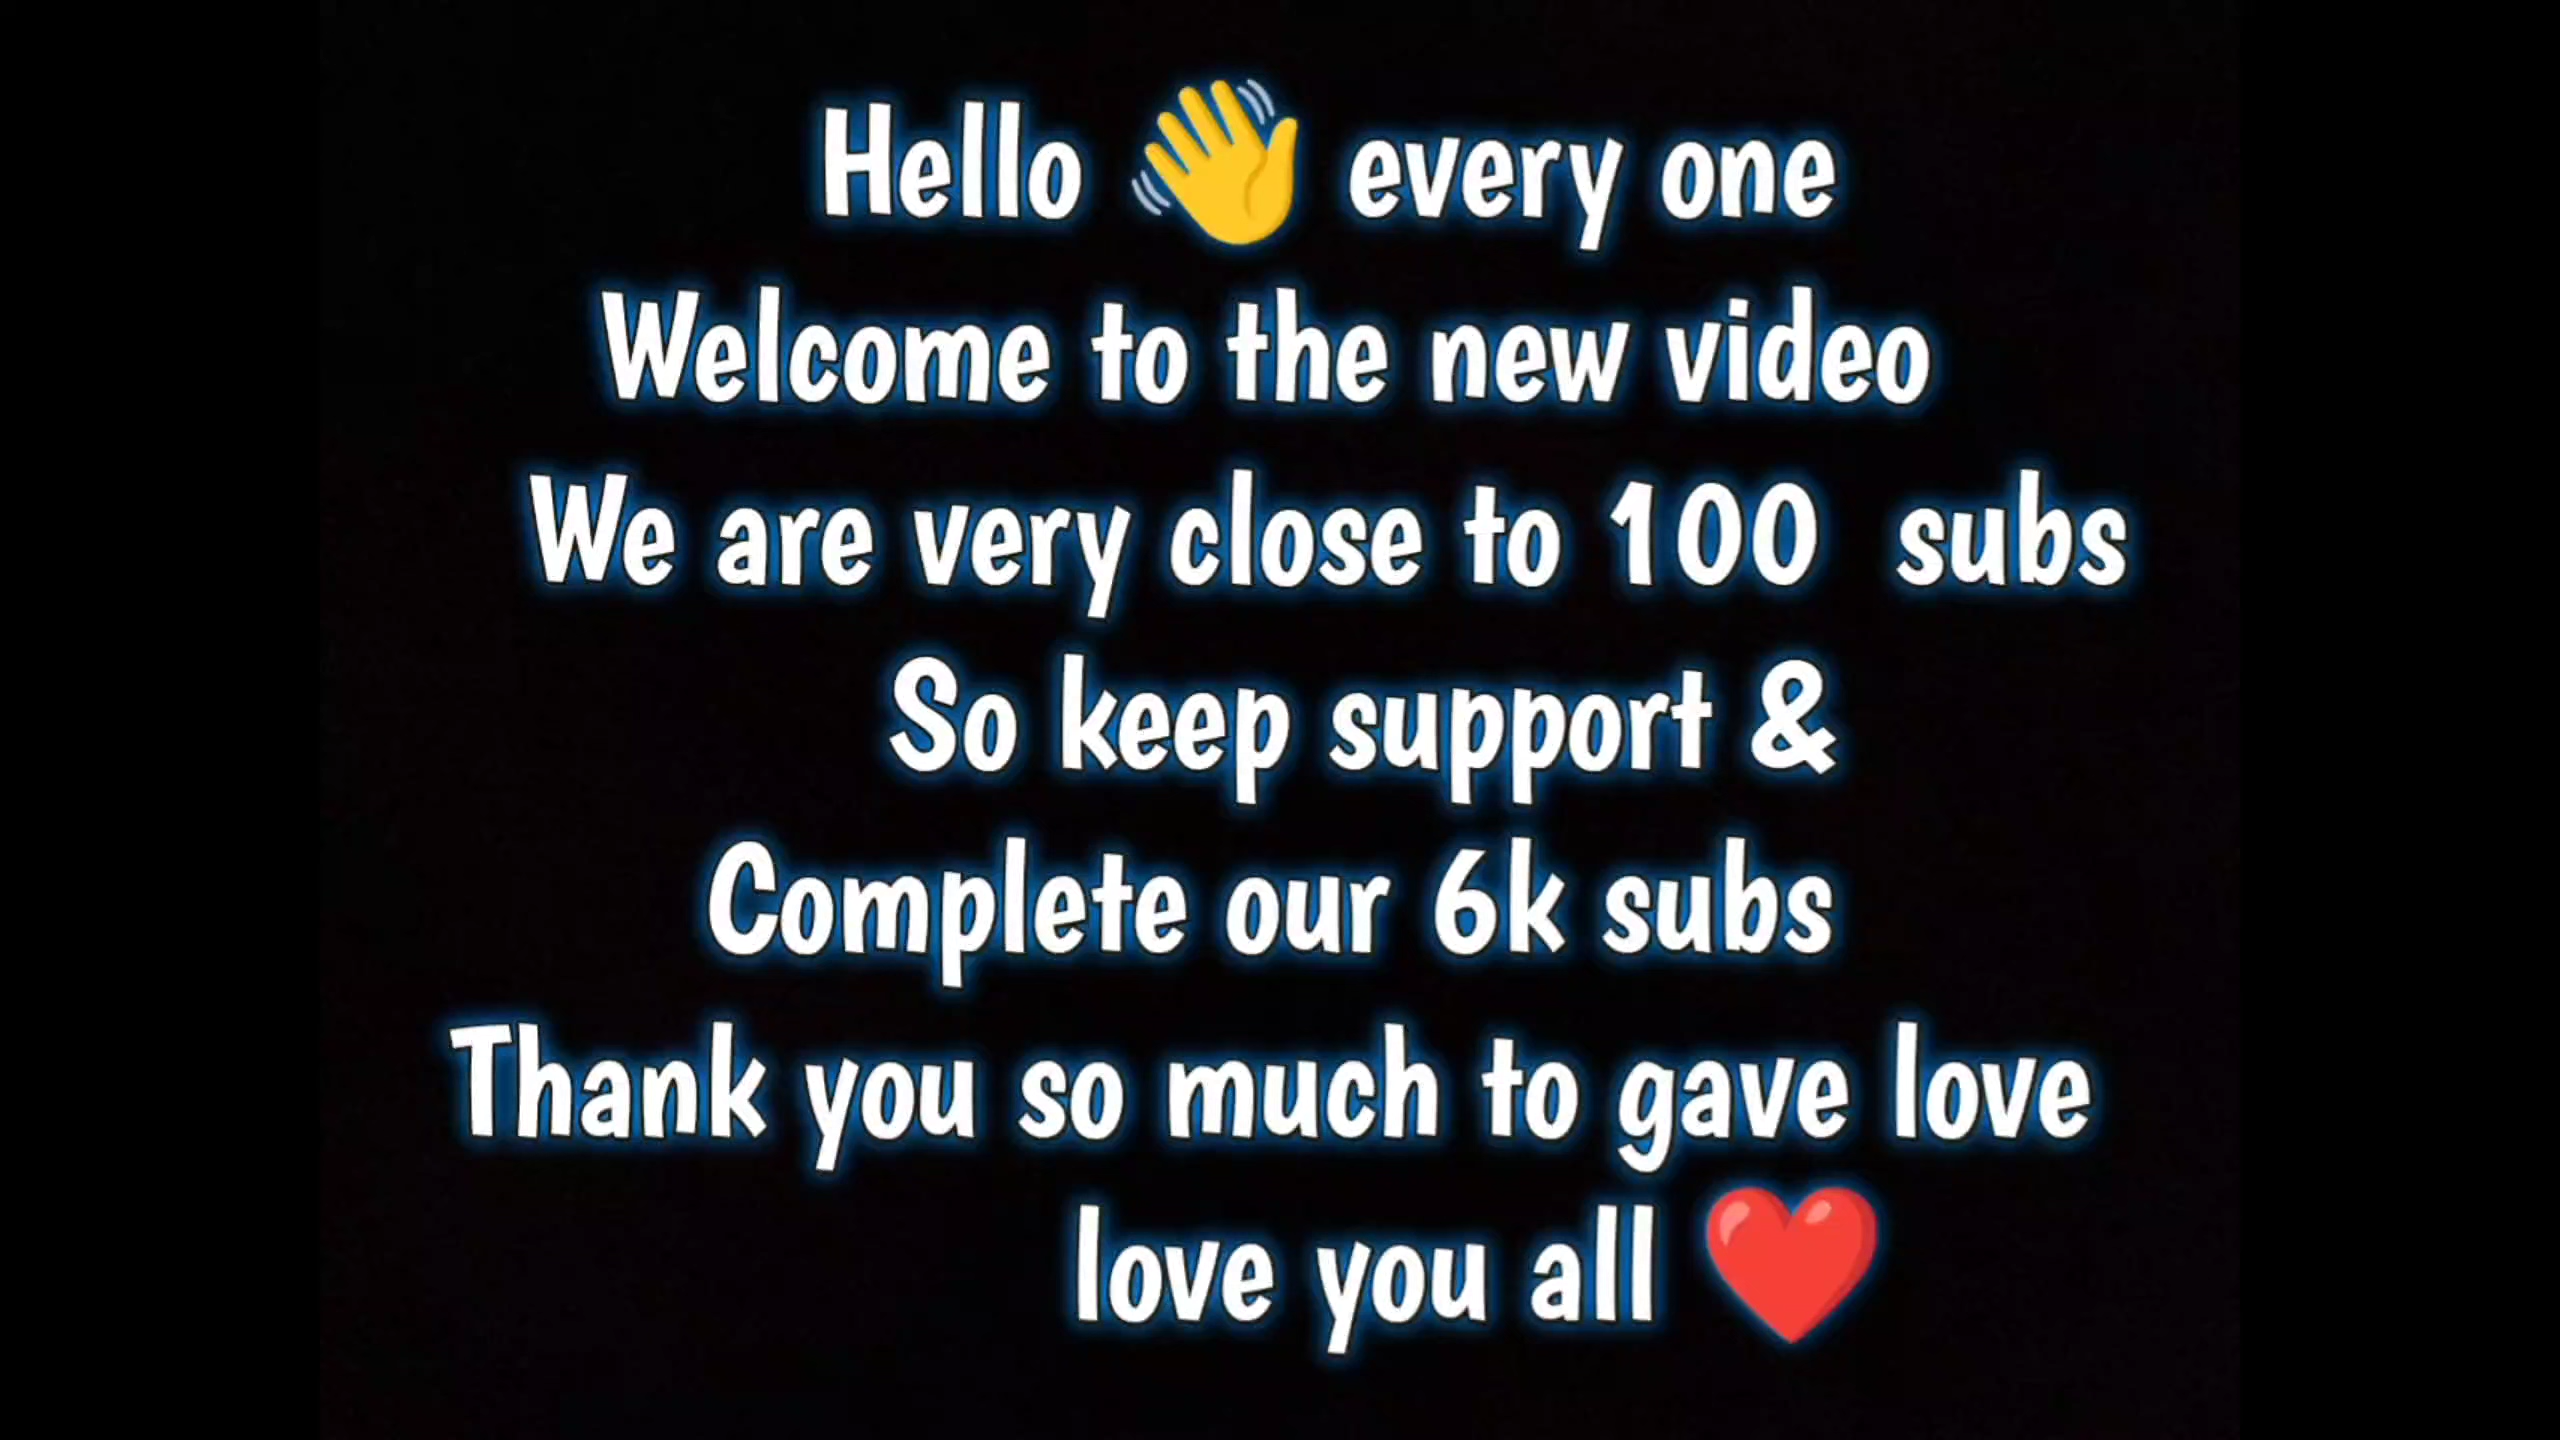 Hello 👋 every one
Welcome to the new video
We are very close to 100 subs
So keep support &
Complete our 6k subs
Thank you so much to gave love
love you all ❤️